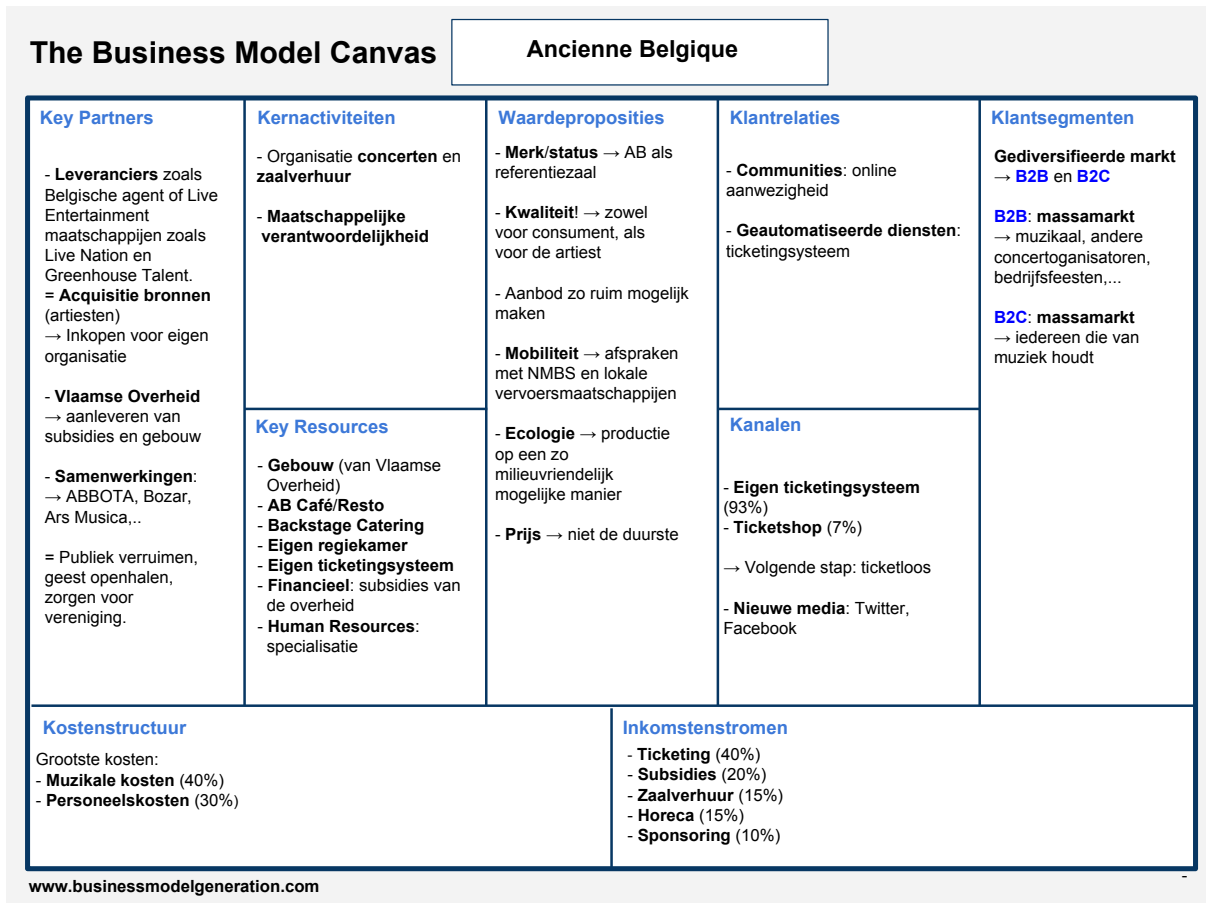 The Business Model Canvas
Ancienne Belgique
Key Partners
- Leveranciers zoals
Belgische agent of Live
Entertainment
maatschappijen zoals
Live Nation en
Greenhouse Talent.
= Acquisitie bronnen
(artiesten)
→ Inkopen voor eigen
organisatie
- Vlaamse Overheid
→ aanleveren van
subsidies en gebouw
- Samenwerkingen:
→ ABBOTA, Bozar,
Ars Musica,..
= Publiek verruimen,
geest openhalen,
zorgen voor
vereniging.
Kernactiviteiten
- Organisatie concerten en
zaalverhuur
- Maatschappelijke
verantwoordelijkheid
Key Resources
- Gebouw (van Vlaamse
Overheid)
- AB Café/Resto
- Backstage Catering
- Eigen regiekamer
- Eigen ticketingsysteem
- Financieel: subsidies van
de overheid
- Human Resources:
specialisatie
Waardeproposities
- Merk/status → AB als
referentiezaal
- Kwaliteit! → zowel
voor consument, als
voor de artiest
- Aanbod zo ruim mogelijk
maken
- Mobiliteit → afspraken
met NMBS en lokale
vervoersmaatschappijen
- Ecologie → productie
op een zo
milieuvriendelijk
mogelijke manier
- Prijs → niet de duurste
Klantrelaties
- Communities: online
aanwezigheid
- Geautomatiseerde diensten:
ticketingsysteem
Kanalen
- Eigen ticketingsysteem
(93%)
- Ticketshop (7%)
→ Volgende stap: ticketloos
- Nieuwe media: Twitter,
Facebook
Klantsegmenten
Gediversifieerde markt
→ B2B en B2C
B2B: massamarkt
→ muzikaal, andere
concertoganisatoren,
bedrijfsfeesten,...
B2C: massamarkt
→ iedereen die van
muziek houdt
Kostenstructuur
Grootste kosten:
- Muzikale kosten (40%)
- Personeelskosten (30%)
Inkomstenstromen
- Ticketing (40%)
- Subsidies (20%)
- Zaalverhuur (15%)
- Horeca (15%)
- Sponsoring (10%)
www.businessmodelgeneration.com
-